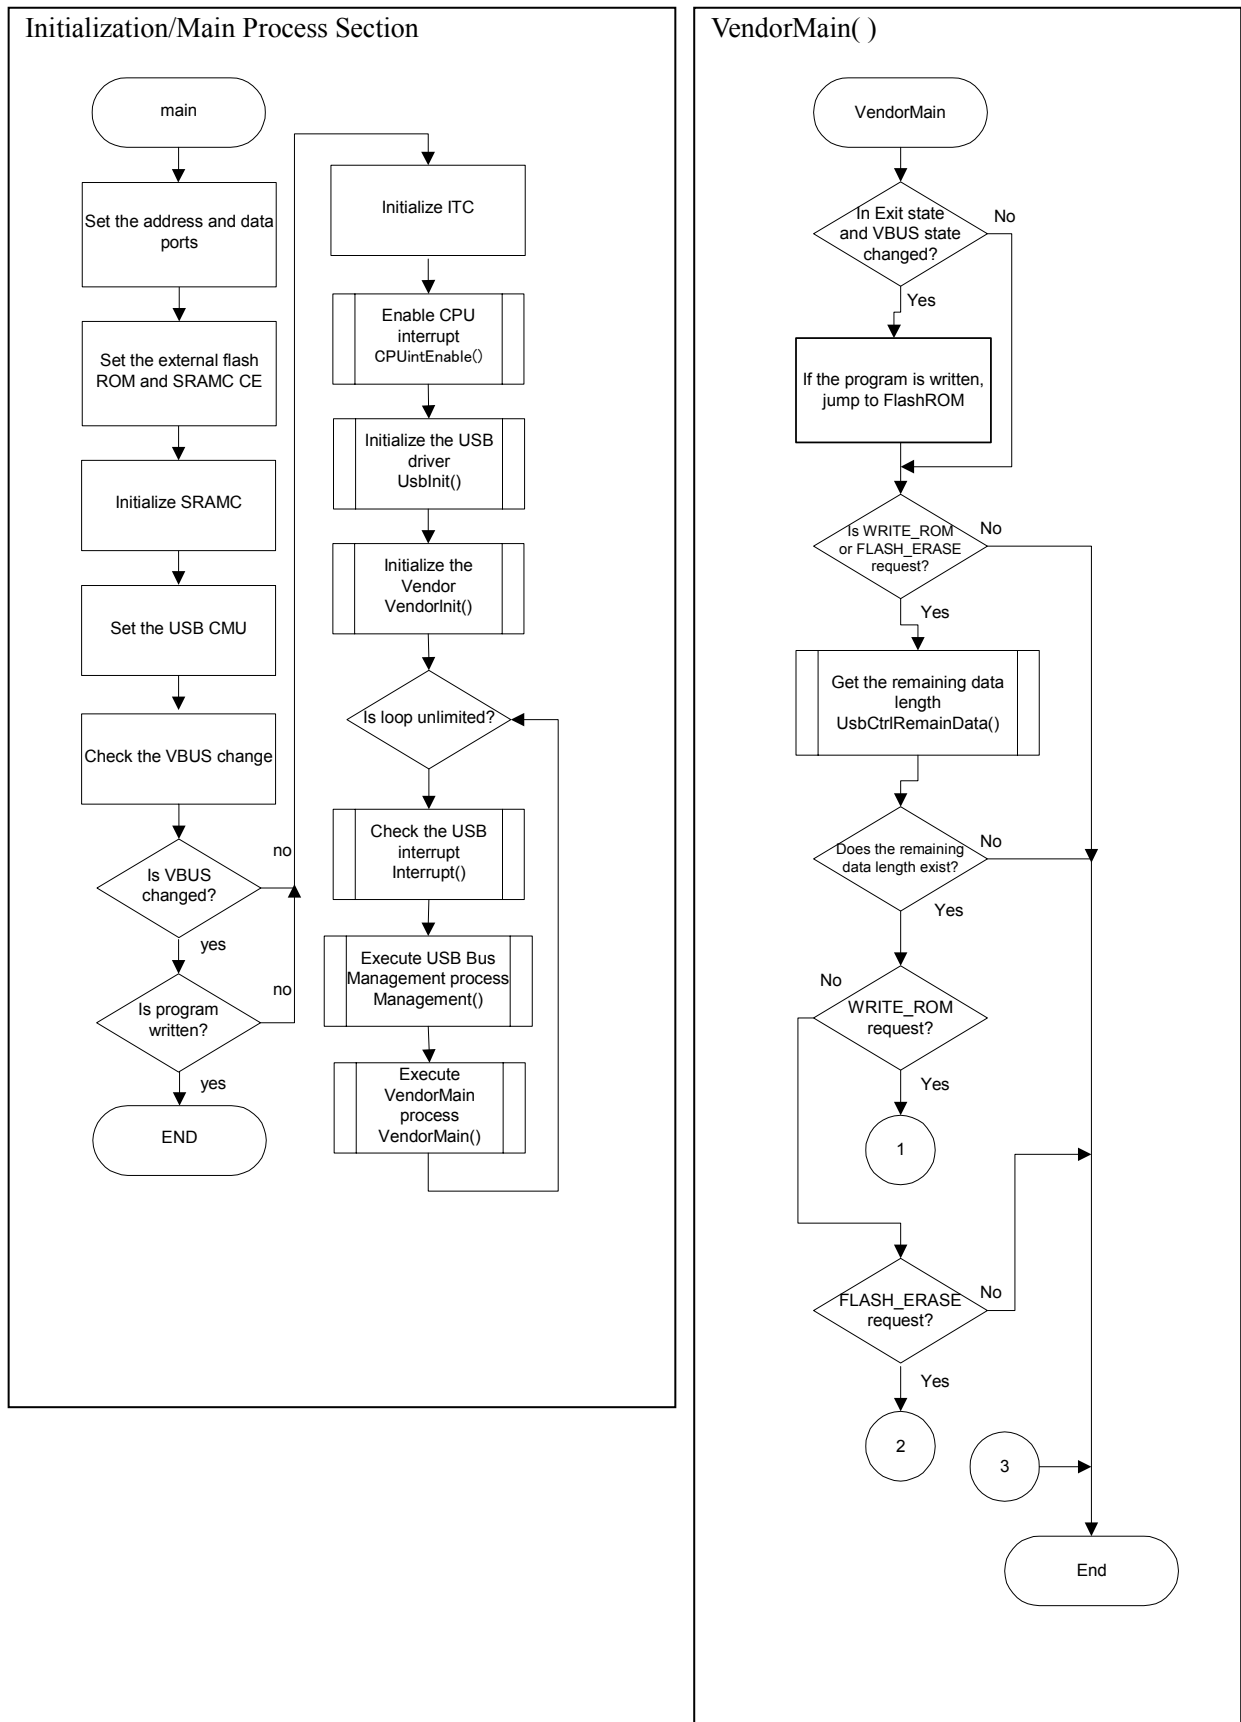 Initialization/Main Process Section
main
Set the address and data
ports
Set the external flash
ROM and SRAMC CE
Initialize SRAMC
Set the USB CMU
Check the VBUS change
no
Is VBUS
changed?
yes
no
Is program
written?
yes
END
Initialize ITC
Enable CPU
interrupt
CPUintEnable()
Initialize the USB
driver
UsbInit()
Initialize the
Vendor
VendorInit()
Is loop unlimited?
Check the USB
interrupt
Interrupt()
Execute USB Bus
Management process
Management()
Execute
VendorMain
process
VendorMain()
VendorMain( )
VendorMain
In Exit state
and VBUS state
changed?
No
Yes
If the program is written,
jump to FlashROM
Is WRITE_ROM
or FLASH_ERASE
request?
No
Yes
Get the remaining data
length
UsbCtrlRemainData()
Does the remaining
data length exist?
No
Yes
No
WRITE_ROM
request?
Yes
1
FLASH_ERASE
request?
No
Yes
2
3
End